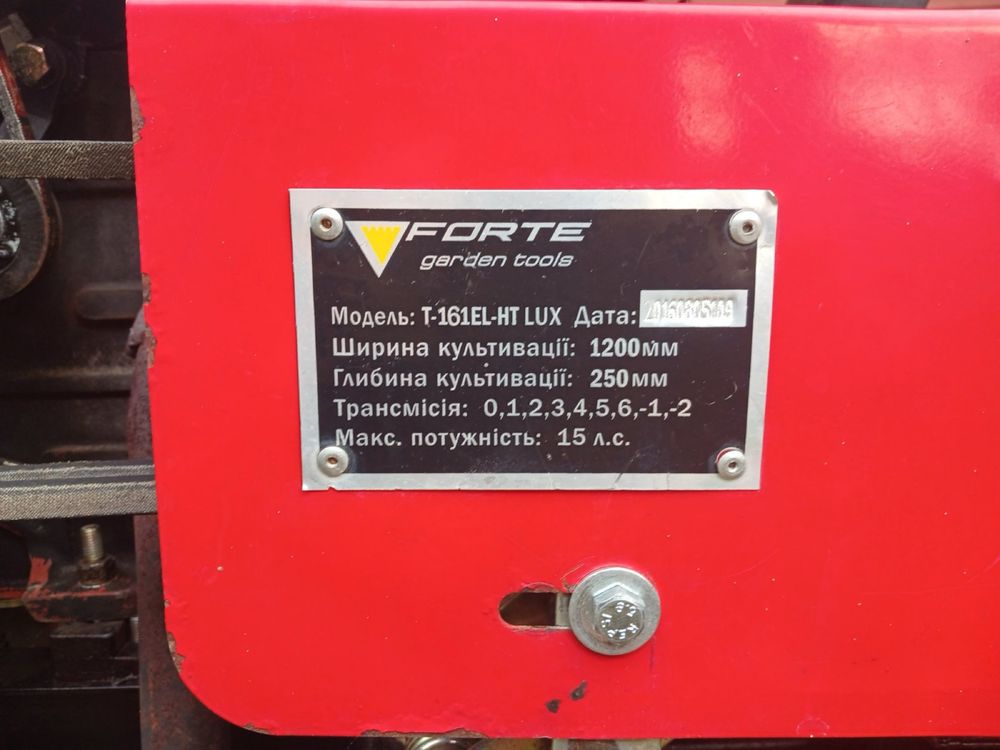 FORTE
garden tools
Модель: T-161EL-HT LUX Дата:
Ширина культивації: 1200мм
Глибина культивації: 250мм
Трансмісія: 0,1,2,3,4,5,6,-1,-2
Макс. потужність: 15 л.с.